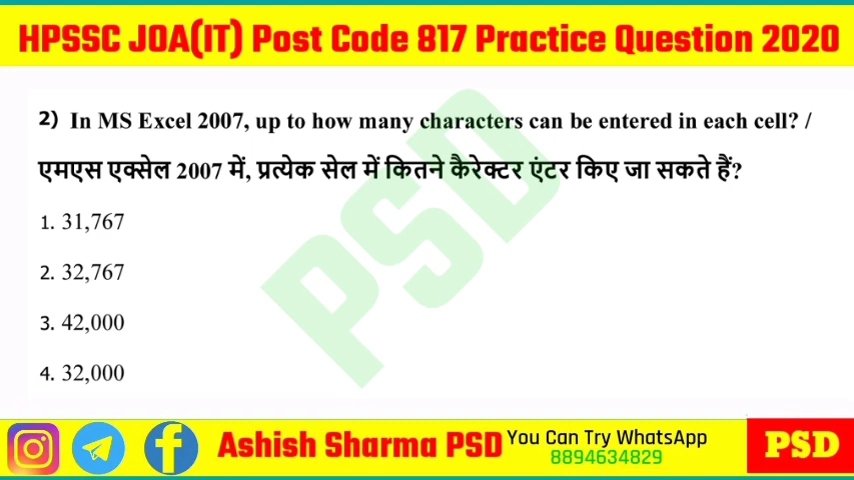 HPSSC JOA(IT) Post Code 817 Practice Question 2020
2) In MS Excel 2007, up to how many characters can be entered in each cell? /
एमएस एक्सेल 2007 में, प्रत्येक सेल में कितने कैरेक्टर एंटर किए जा सकते हैं?
1. 31,767
2. 32,767
3. 42,000
4. 32,000
PSD
Ashish Sharma PSD
You Can Try WhatsApp
8894634829
PSD